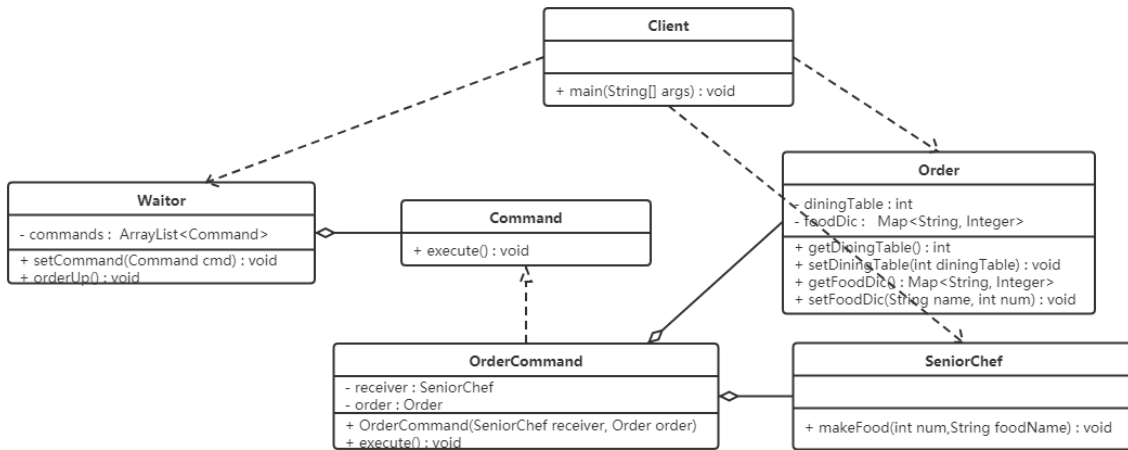 Client
+ main(String[] args) : void
Waitor
- commands : ArrayList<Command>
+ setCommand(Command cmd) : void
+ orderUp() : void
Command
+ execute() : void
Order
- diningTable : int
- foodDic : Map<String, Integer>
+ getDiningTable() : int
+ setDiningTable(int diningTable) : void
+ getFoodDic() : Map<String, Integer>
+ setFoodDic(String name, int num) : void
OrderCommand
- receiver : SeniorChef
- order : Order
+ OrderCommand(SeniorChef receiver, Order order)
+ execute() : void
SeniorChef
+ makeFood(int num,String foodName) : void